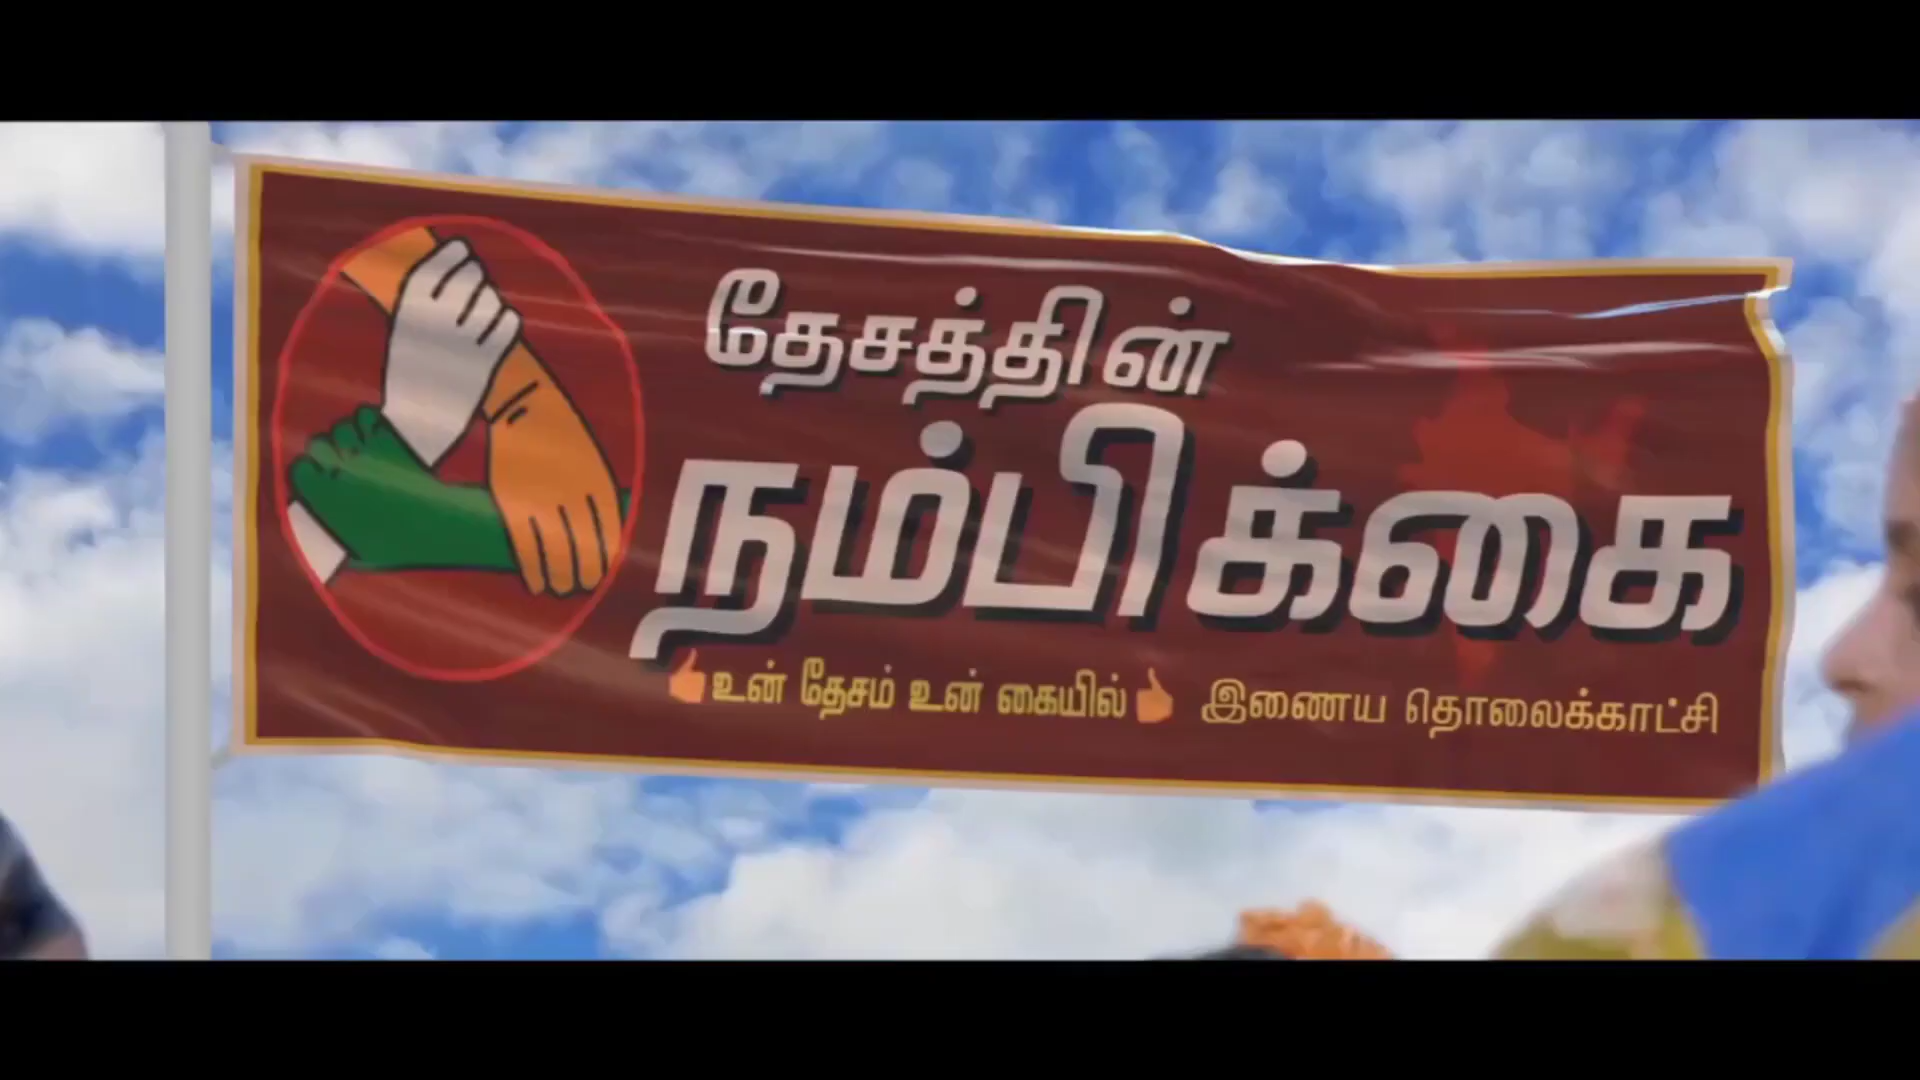 தேசத்தின்
நம்பிக்கை
உன் தேசம் உன் கையில் இணைய தொலைக்காட்சி